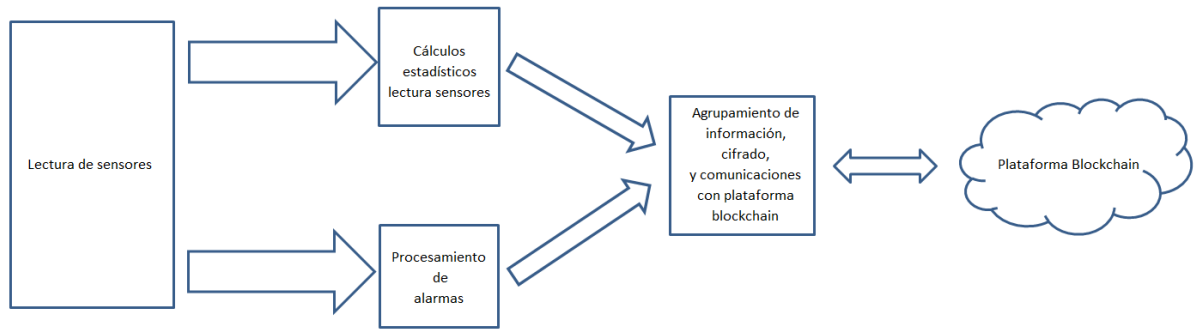 Lectura de sensores
Cálculos
estadísticos
lectura sensores
Procesamiento
de
alarmas
Agrupamiento de
información,
cifrado,
y comunicaciones
con plataforma
blockchain
Plataforma Blockchain